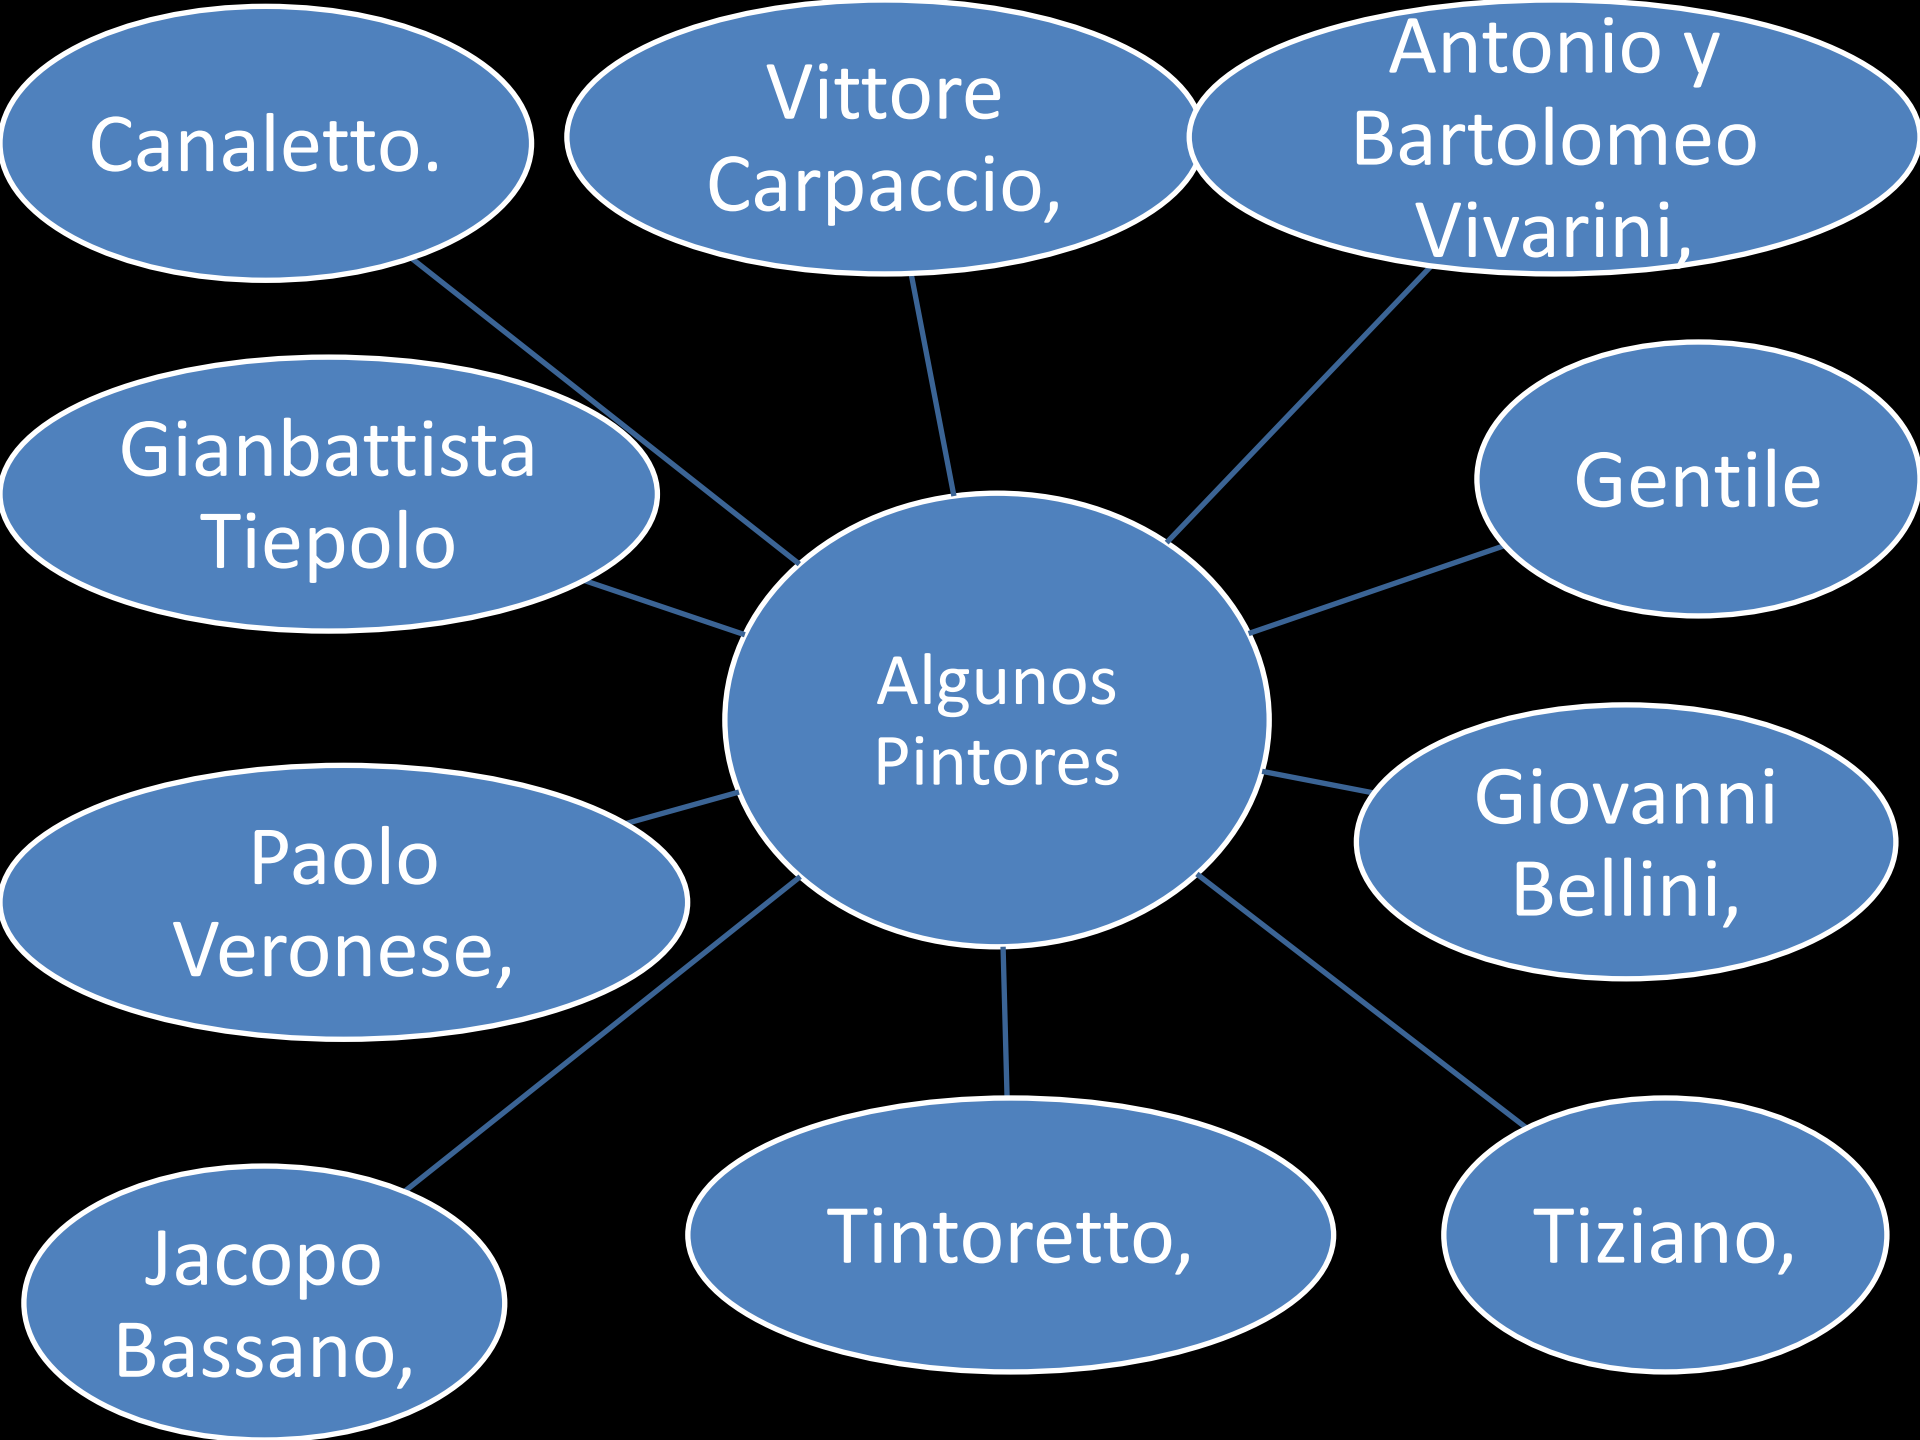 Canaletto.
Vittore
Carpaccio,
Antonio y
Bartolomeo
Vivarini,
Gianbattista
Tiepolo
Gentile
Algunos
Pintores
Giovanni
Bellini,
Paolo
Veronese,
Jacopo
Bassano,
Tintoretto,
Tiziano,